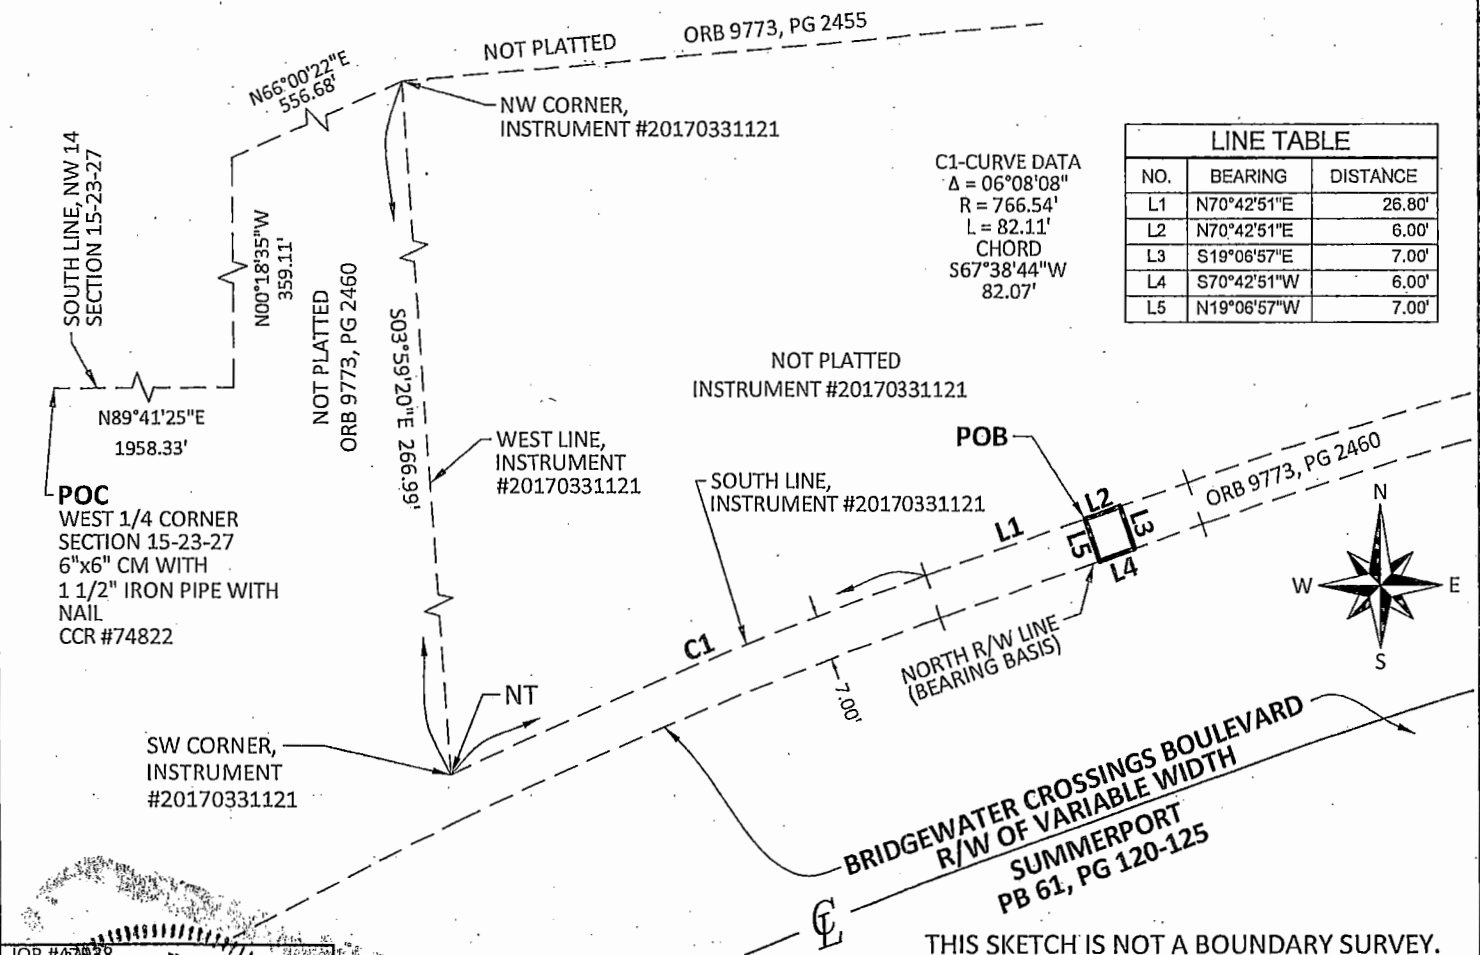 NOT PLATTED
ORB 9773, PG 2455
N66°00'22"E
556.68'
NW CORNER,
INSTRUMENT #20170331121
SOUTH LINE, NW 14
SECTION 15-23-27
N00°18'35"W
359.11'
NOT PLATTED
ORB 9773, PG 2460
S03°59'20"E 266.99'
C1-CURVE DATA
Δ = 06°08'08"
R = 766.54'
L = 82.11'
CHORD
S67°38'44"W
82.07'
LINE TABLE
NO. BEARING DISTANCE
L1 N70°42'51"E 26.80'
L2 N70°42'51"E 6.00'
L3 S19°06'57"E 7.00'
L4 S70°42'51"W 6.00'
L5 N19°06'57"W 7.00'
NOT PLATTED
INSTRUMENT #20170331121
N89°41'25"E
1958.33'
POC
WEST 1/4 CORNER
SECTION 15-23-27
6"x6" CM WITH
1 1/2" IRON PIPE WITH
NAIL
CCR #74822
WEST LINE,
INSTRUMENT
#20170331121
POB
SOUTH LINE,
INSTRUMENT #20170331121
L1
L2
L3
L4
L5
ORB 9773, PG 2460
N
W
E
S
C1
NORTH R/W LINE
(BEARING BASIS)
7.00'
NT
SW CORNER,
INSTRUMENT
#20170331121
BRIDGEWATER CROSSINGS BOULEVARD
R/W OF VARIABLE WIDTH
SUMMERPORT
PB 61, PG 120-125
CL
THIS SKETCH IS NOT A BOUNDARY SURVEY.
JOB